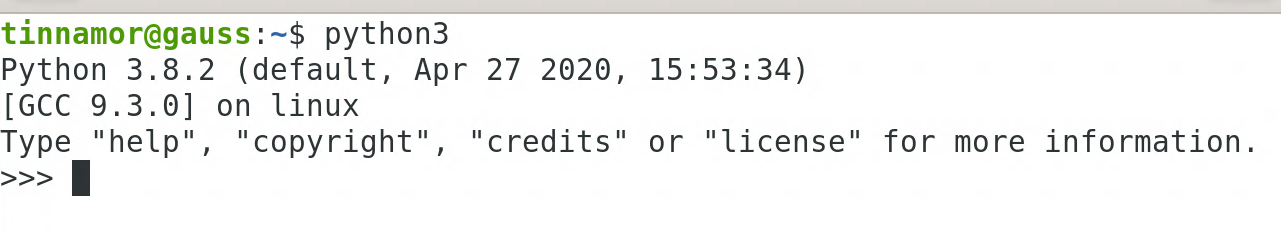 tinnamor@gauss:~$ python3
Python 3.8.2 (default, Apr 27 2020, 15:53:34)
[GCC 9.3.0] on linux
Type "help", "copyright", "credits" or "license" for more information.
>>>